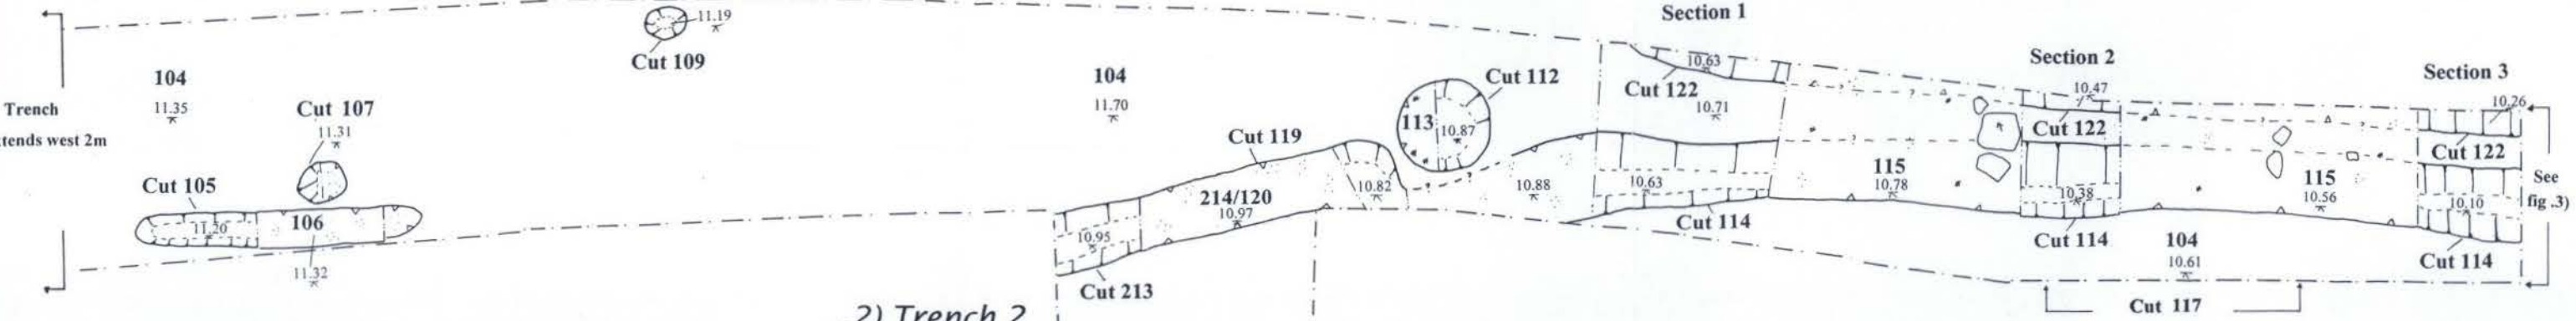 Section 1
11.19
Cut 109
104
11.35
Trench
tends west 2m
Cut 107
11.31
Cut 105
11.20
106
11.32
104
11.70
Cut 119
214/120
10.97
10.82
10.95
Cut 213
2) Trench 2
Cut 112
113
10.87
?
?
10.88
10.63
Cut 122
10.71
10.63
Cut 114
?
?
Section 2
10.47
Cut 122
115
10.78
10.38
Cut 114
104
10.61
Cut 117
?
?
115
10.56
Section 3
10.26
Cut 122
10.10
Cut 114
See
fig .3)